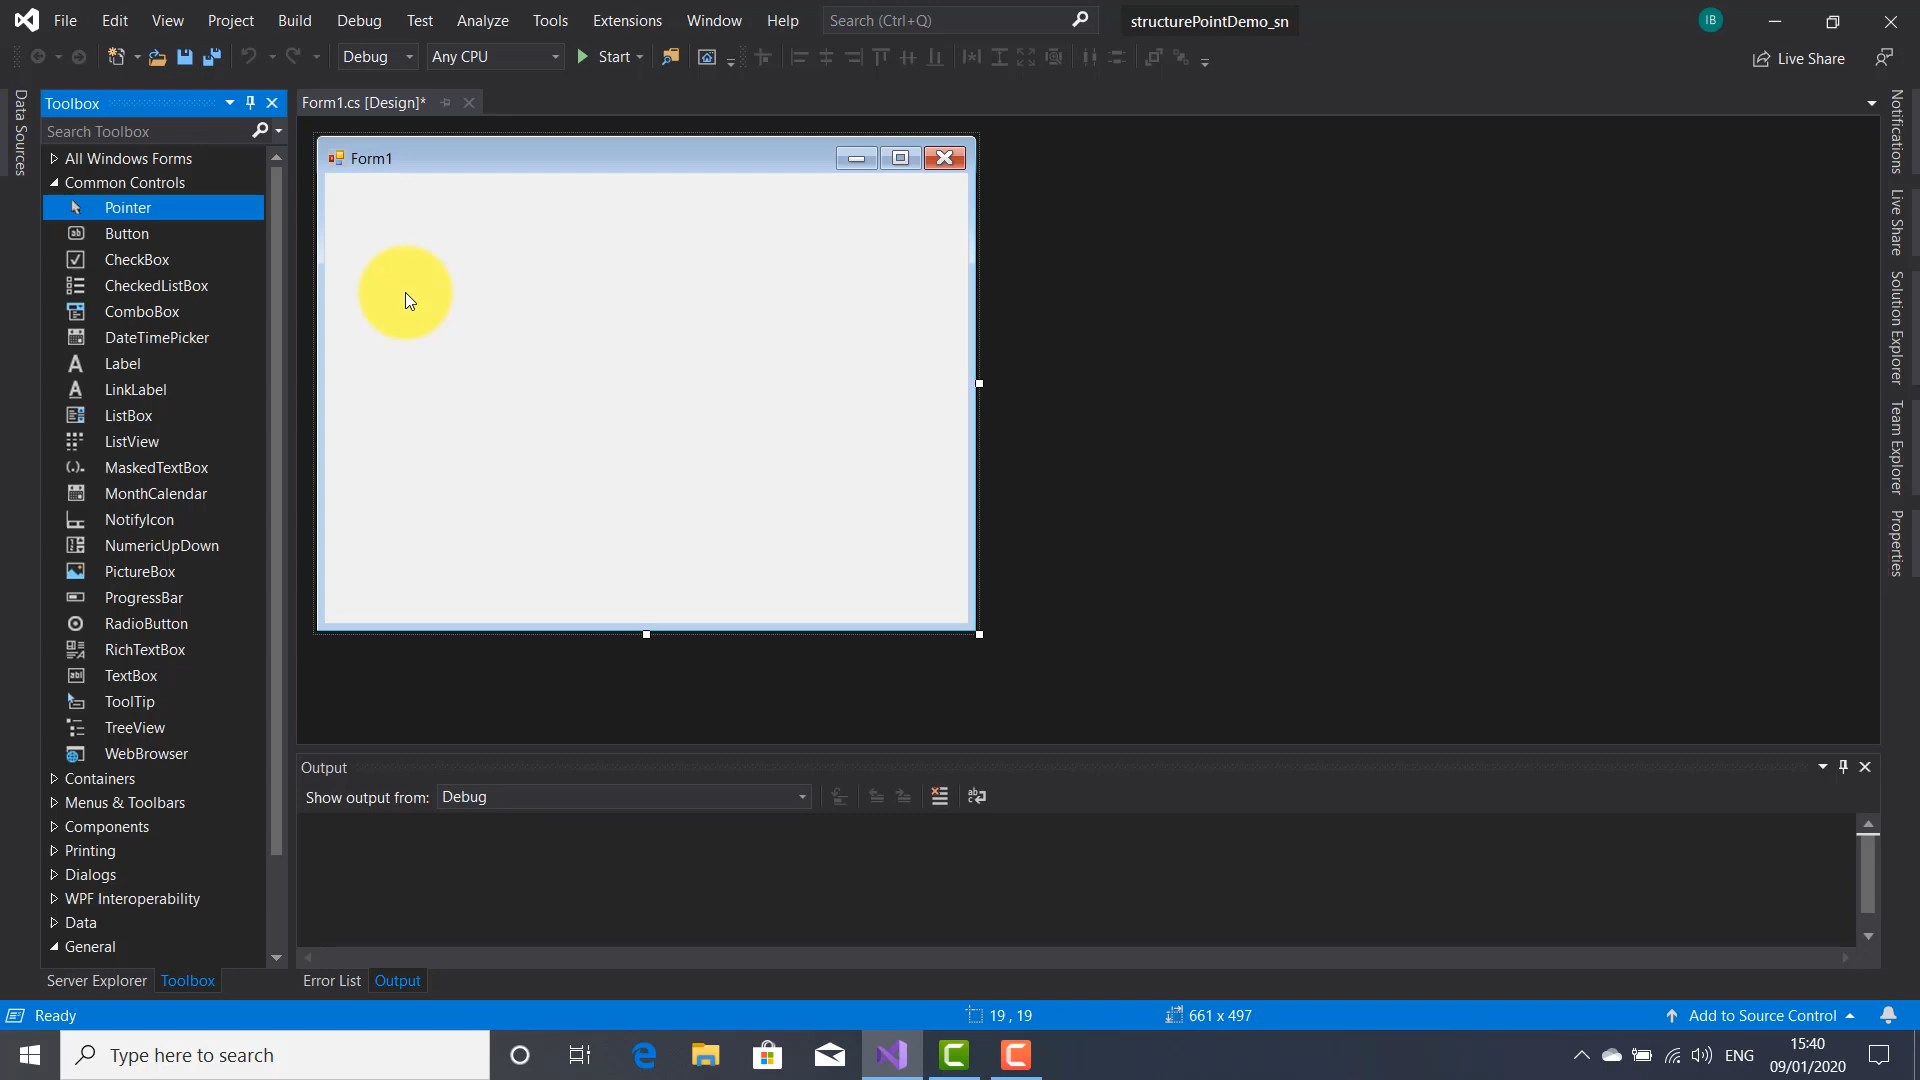 File Edit View Project Build Debug Test Analyze Tools Extensions Window Help Search (Ctrl+Q) structurePointDemo_sn IB
Debug Any CPU Start Live Share
Data Sources
Toolbox
Search Toolbox
All Windows Forms
Common Controls
Pointer
Button
CheckBox
CheckedListBox
ComboBox
DateTimePicker
Label
LinkLabel
ListBox
ListView
MaskedTextBox
MonthCalendar
NotifyIcon
NumericUpDown
PictureBox
ProgressBar
RadioButton
RichTextBox
TextBox
ToolTip
TreeView
WebBrowser
Containers
Menus & Toolbars
Components
Printing
Dialogs
WPF Interoperability
Data
General
Server Explorer Toolbox
Form1.cs [Design]*
Form1
Output
Show output from: Debug
Error List Output
Notifications
Live Share
Solution Explorer
Team Explorer
Properties
Ready 19 , 19 661 x 497 Add to Source Control
Type here to search ENG 15:40
09/01/2020